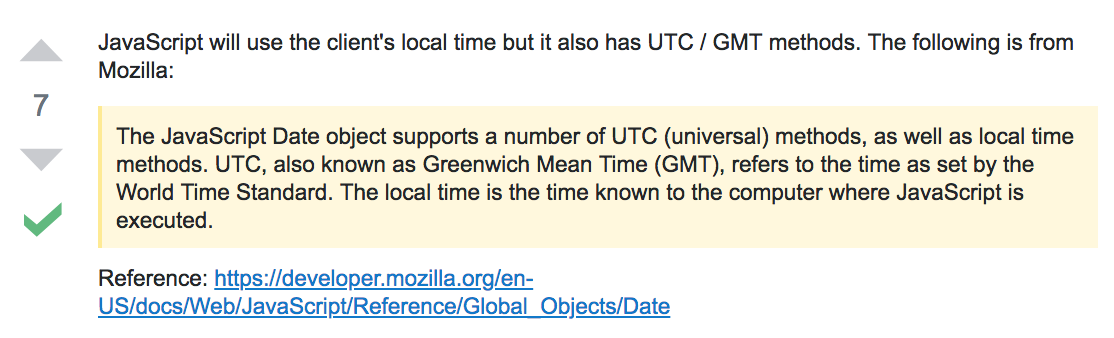 JavaScript will use the client's local time but it also has UTC / GMT methods. The following is from
Mozilla:
7
The JavaScript Date object supports a number of UTC (universal) methods, as well as local time
methods. UTC, also known as Greenwich Mean Time (GMT), refers to the time as set by the
World Time Standard. The local time is the time known to the computer where JavaScript is
executed.
Reference: https://developer.mozilla.org/en-
US/docs/Web/JavaScript/Reference/Global_Objects/Date